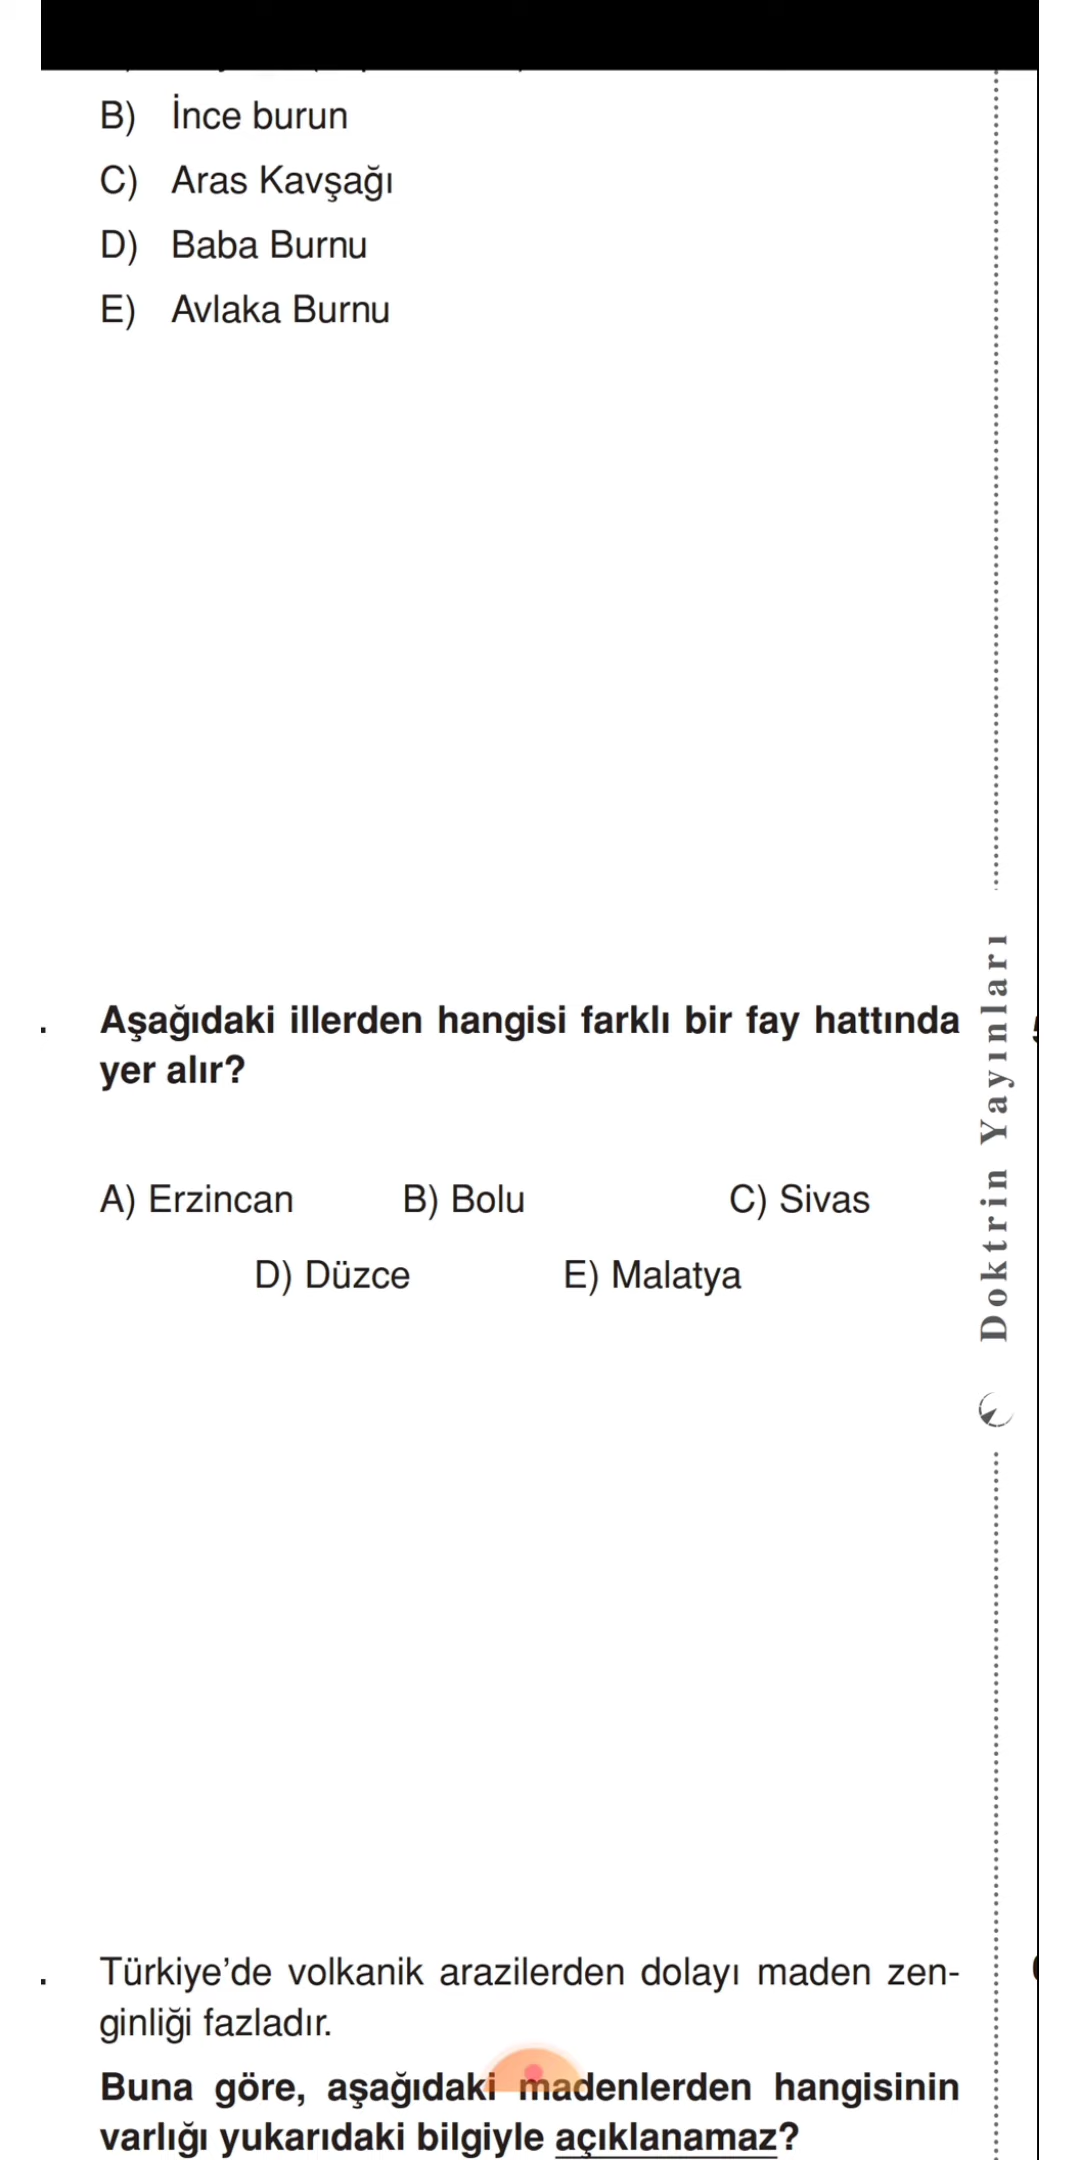 B) İnce burun
C) Aras Kavşağı
D) Baba Burnu
E) Avlaka Burnu
. Aşağıdaki illerden hangisi farklı bir fay hattında
yer alır?
A) Erzincan B) Bolu C) Sivas
D) Düzce E) Malatya
. Türkiye’de volkanik arazilerden dolayı maden zen-
ginliği fazladır.
Buna göre, aşağıdaki madenlerden hangisinin
varlığı yukarıdaki bilgiyle açıklanamaz?
Doktrin Yayınları